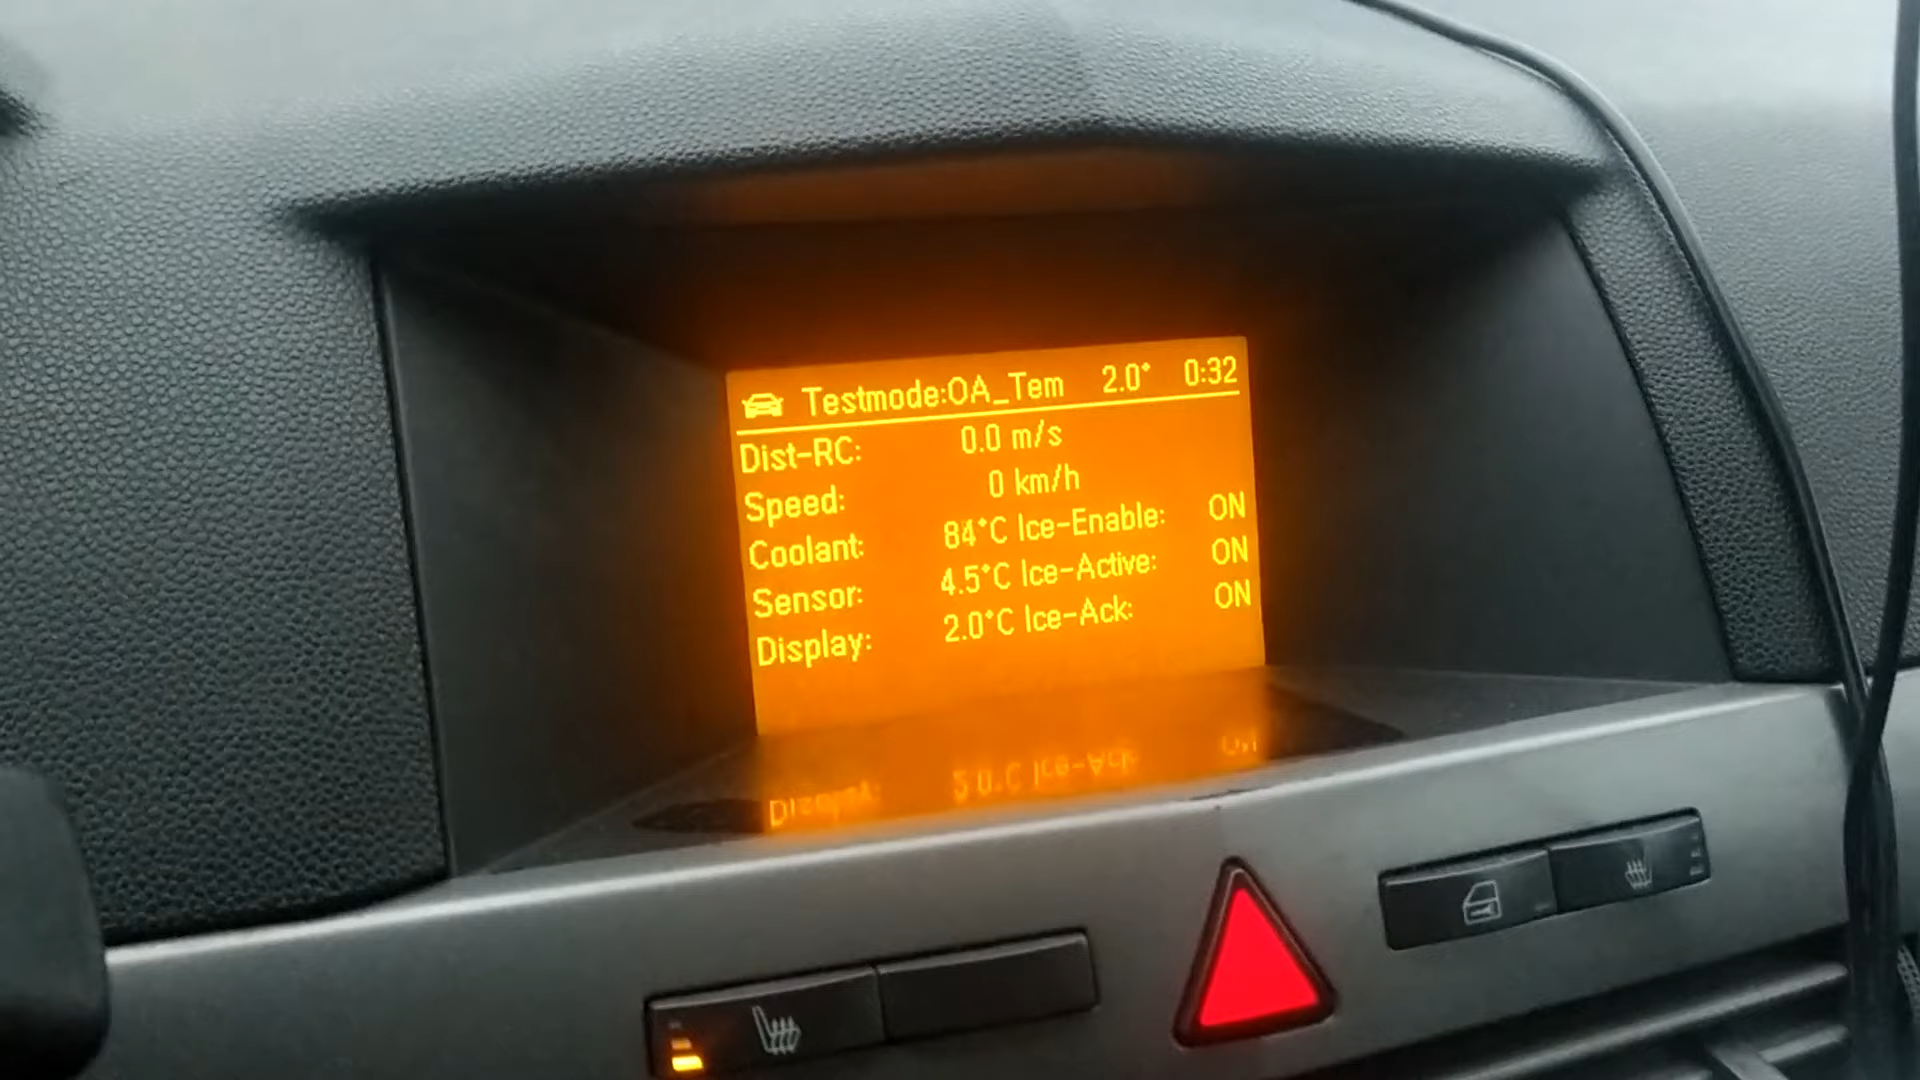 Testmode:OA_Tem 2.0° 0:32
Dist-RC: 0.0 m/s
Speed: 0 km/h
Coolant: 84°C Ice-Enable: ON
Sensor: 4.5°C Ice-Active: ON
Display: 2.0°C Ice-Ack: ON